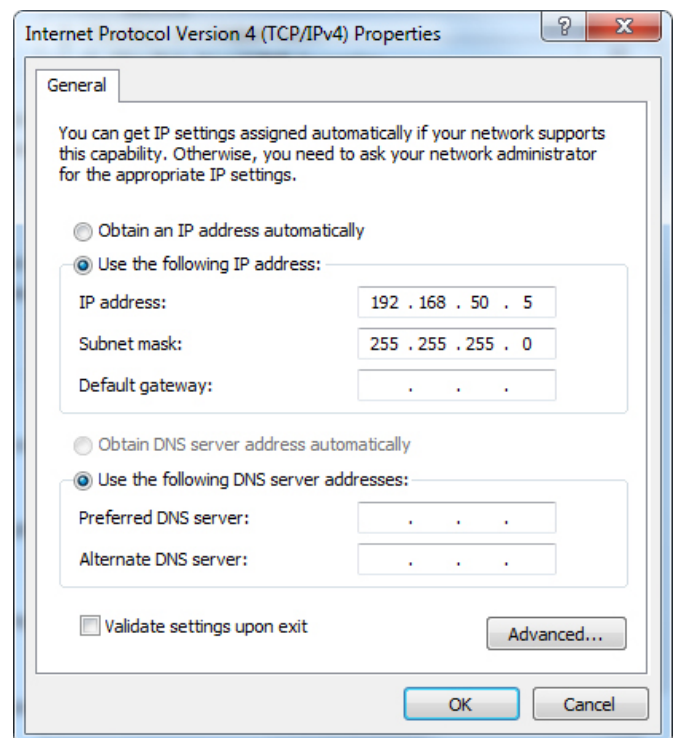 Internet Protocol Version 4 (TCP/IPv4) Properties
General
You can get IP settings assigned automatically if your network supports
this capability. Otherwise, you need to ask your network administrator
for the appropriate IP settings.
Obtain an IP address automatically
Use the following IP address:
IP address: 192 . 168 . 50 . 5
Subnet mask: 255 . 255 . 255 . 0
Default gateway: . . .
Obtain DNS server address automatically
Use the following DNS server addresses:
Preferred DNS server: . . .
Alternate DNS server: . . .
Validate settings upon exit
Advanced...
OK Cancel